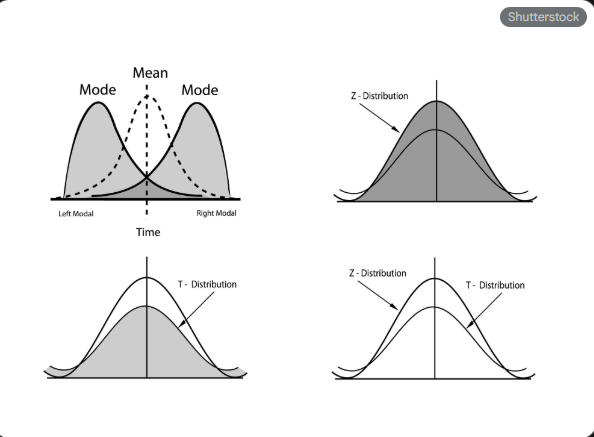 Shutterstock
Mean
Mode
Mode
Left Modal
Right Modal
Time
Z - Distribution
T - Distribution
Z - Distribution
T - Distribution